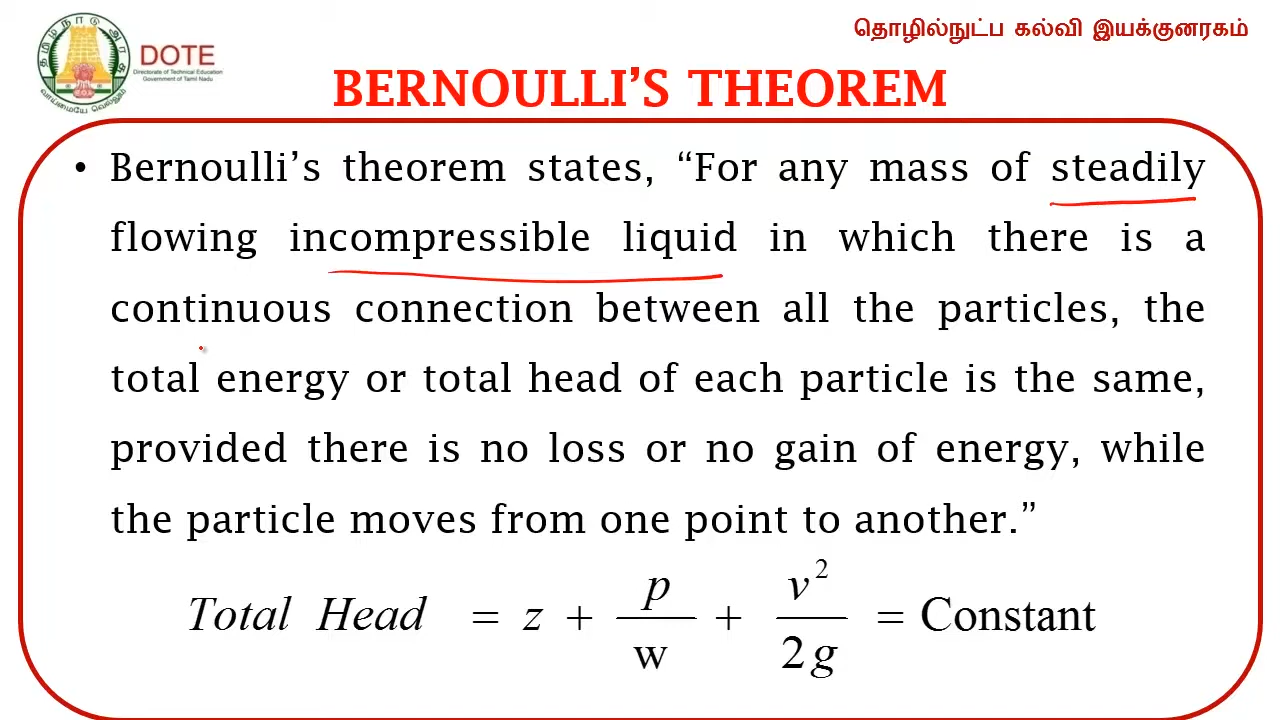 தொழில்நுட்ப கல்வி இயக்குனரகம்
DOTE
Directorate of Technical Education
Government of Tamil Nadu
BERNOULLI’S THEOREM
• Bernoulli’s theorem states, “For any mass of steadily
flowing incompressible liquid in which there is a
continuous connection between all the particles, the
total energy or total head of each particle is the same,
provided there is no loss or no gain of energy, while
the particle moves from one point to another.”
Total Head = z + p/w + v²/2g = Constant